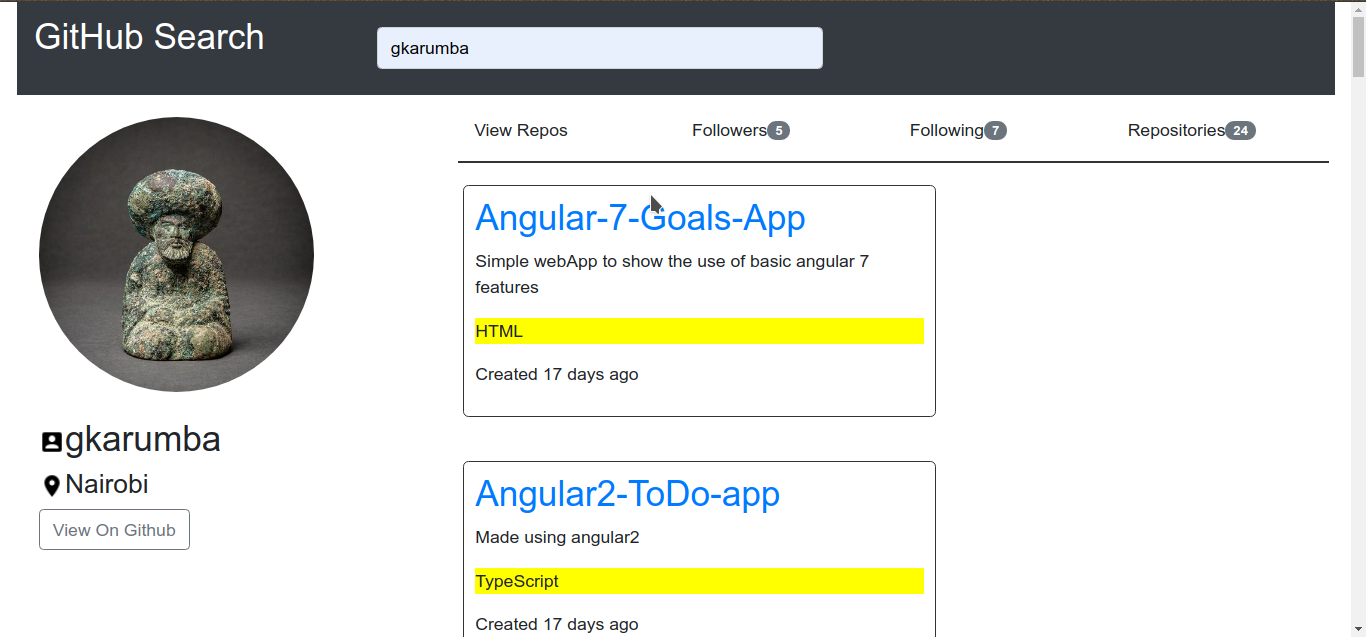 GitHub Search
gkarumba
View Repos
Followers 5
Following 7
Repositories 24
Angular-7-Goals-App
Simple webApp to show the use of basic angular 7
features
HTML
Created 17 days ago
gkarumba
Nairobi
View On Github
Angular2-ToDo-app
Made using angular2
TypeScript
Created 17 days ago